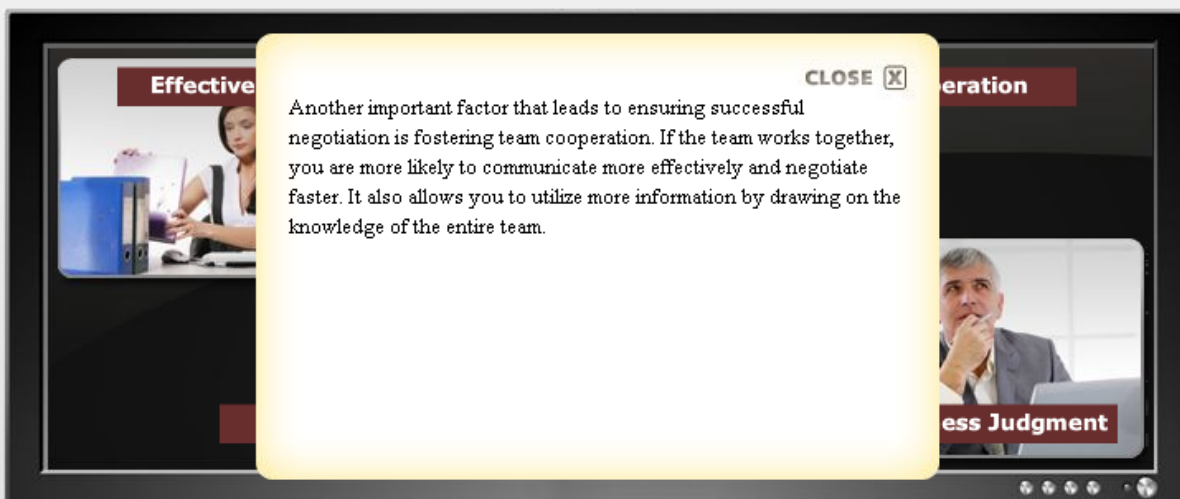 Effective
eration
CLOSE X
Another important factor that leads to ensuring successful
negotiation is fostering team cooperation. If the team works together,
you are more likely to communicate more effectively and negotiate
faster. It also allows you to utilize more information by drawing on the
knowledge of the entire team.
ess Judgment